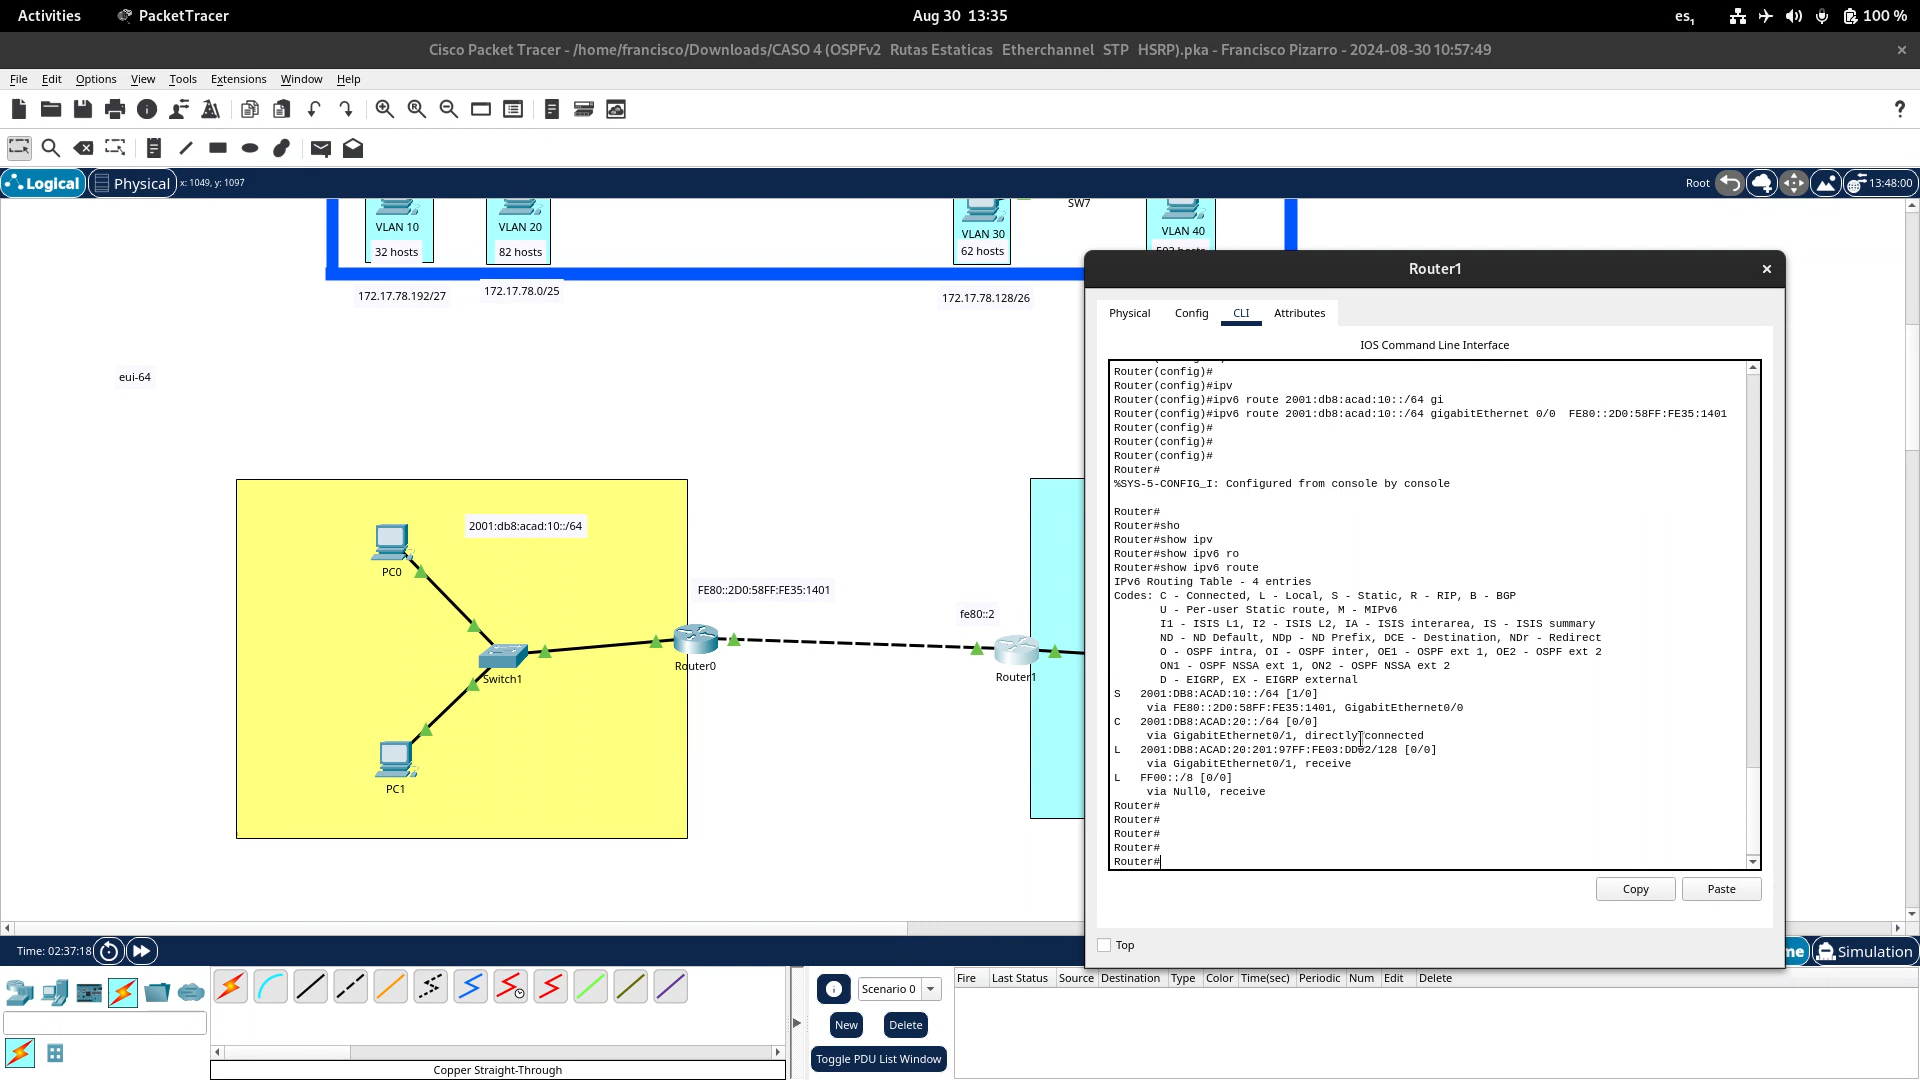 Activities
PacketTracer
Aug 30 13:35
es1
100 %
Cisco Packet Tracer - /home/francisco/Downloads/CASO 4 (OSPFv2 Rutas Estaticas Etherchannel STP HSRP).pka - Francisco Pizarro - 2024-08-30 10:57:49
File Edit Options View Tools Extensions Window Help
Logical
Physical
x: 1049, y: 1097
Root
13:48:00
SW7
VLAN 10
VLAN 20
VLAN 30
VLAN 40
32 hosts
82 hosts
62 hosts
172.17.78.192/27
172.17.78.0/25
172.17.78.128/26
eui-64
2001:db8:acad:10::/64
PC0
FE80::2D0:58FF:FE35:1401
fe80::2
Router0
Switch1
Router1
PC1
Router1
Physical Config CLI Attributes
IOS Command Line Interface
Router(config)#
Router(config)#ipv
Router(config)#ipv6 route 2001:db8:acad:10::/64 gi
Router(config)#ipv6 route 2001:db8:acad:10::/64 gigabitEthernet 0/0 FE80::2D0:58FF:FE35:1401
Router(config)#
Router(config)#
Router(config)#
Router#
%SYS-5-CONFIG_I: Configured from console by console
Router#
Router#sho
Router#show ipv
Router#show ipv6 ro
Router#show ipv6 route
IPv6 Routing Table - 4 entries
Codes: C - Connected, L - Local, S - Static, R - RIP, B - BGP
U - Per-user Static route, M - MIPv6
I1 - ISIS L1, I2 - ISIS L2, IA - ISIS interarea, IS - ISIS summary
ND - ND Default, NDp - ND Prefix, DCE - Destination, NDr - Redirect
O - OSPF intra, OI - OSPF inter, OE1 - OSPF ext 1, OE2 - OSPF ext 2
ON1 - OSPF NSSA ext 1, ON2 - OSPF NSSA ext 2
D - EIGRP, EX - EIGRP external
S 2001:DB8:ACAD:10::/64 [1/0]
via FE80::2D0:58FF:FE35:1401, GigabitEthernet0/0
C 2001:DB8:ACAD:20::/64 [0/0]
via GigabitEthernet0/1, directly connected
L [0/0]
via GigabitEthernet0/1, receive
L FF00::/8 [0/0]
via Null0, receive
Router#
Router#
Router#
Router#
Router#
Copy
Paste
Top
Time: 02:37:18
Simulation
Scenario 0
New
Delete
Toggle PDU List Window
Fire Last Status Source Destination Type Color Time(sec) Periodic Num Edit Delete
Copper Straight-Through